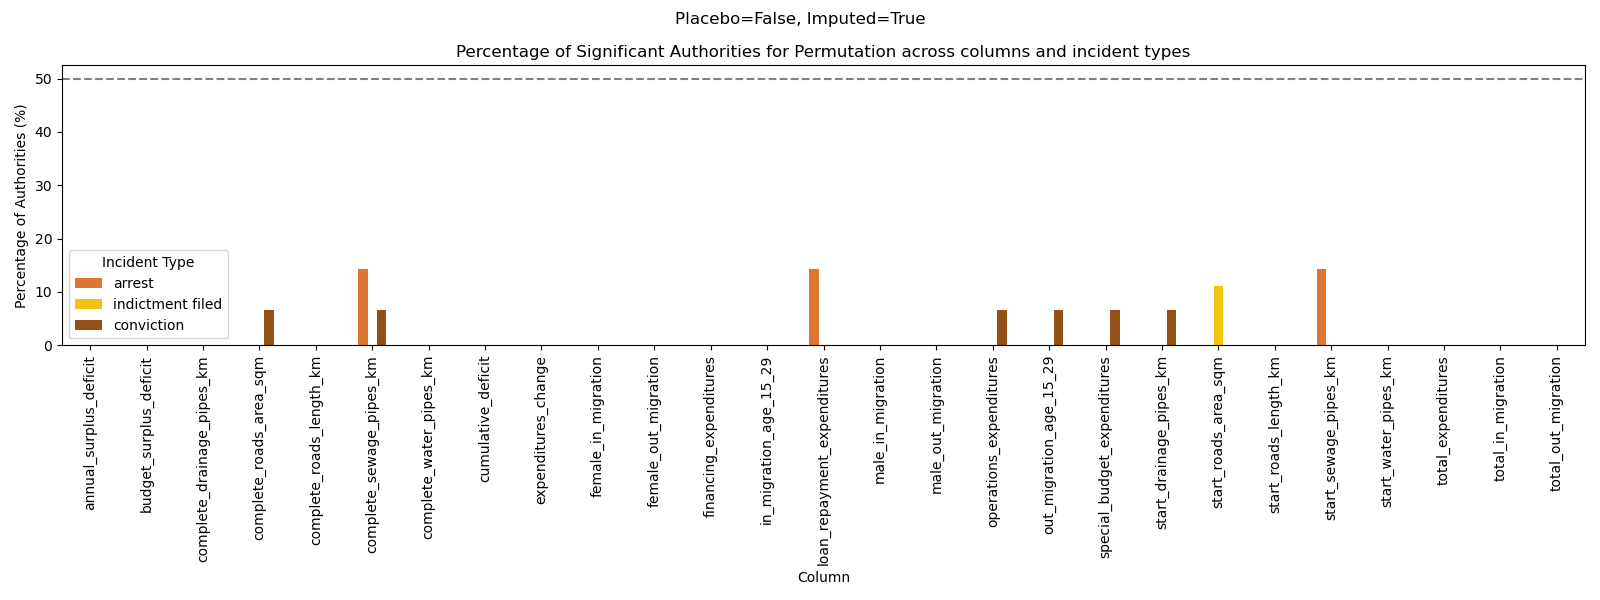 Placebo=False, Imputed=True
Percentage of Significant Authorities for Permutation across columns and incident types
Percentage of Authorities (%)
50
40
30
20
10
0
Incident Type
arrest
indictment filed
conviction
annual_surplus_deficit
budget_surplus_deficit
complete_drainage_pipes_km
complete_roads_area_sqm
complete_roads_length_km
complete_sewage_pipes_km
complete_water_pipes_km
cumulative_deficit
expenditures_change
female_in_migration
female_out_migration
financing_expenditures
in_migration_age_15_29
loan_repayment_expenditures
male_in_migration
male_out_migration
operations_expenditures
out_migration_age_15_29
special_budget_expenditures
start_drainage_pipes_km
start_roads_area_sqm
start_roads_length_km
start_sewage_pipes_km
start_water_pipes_km
total_expenditures
total_in_migration
total_out_migration
Column